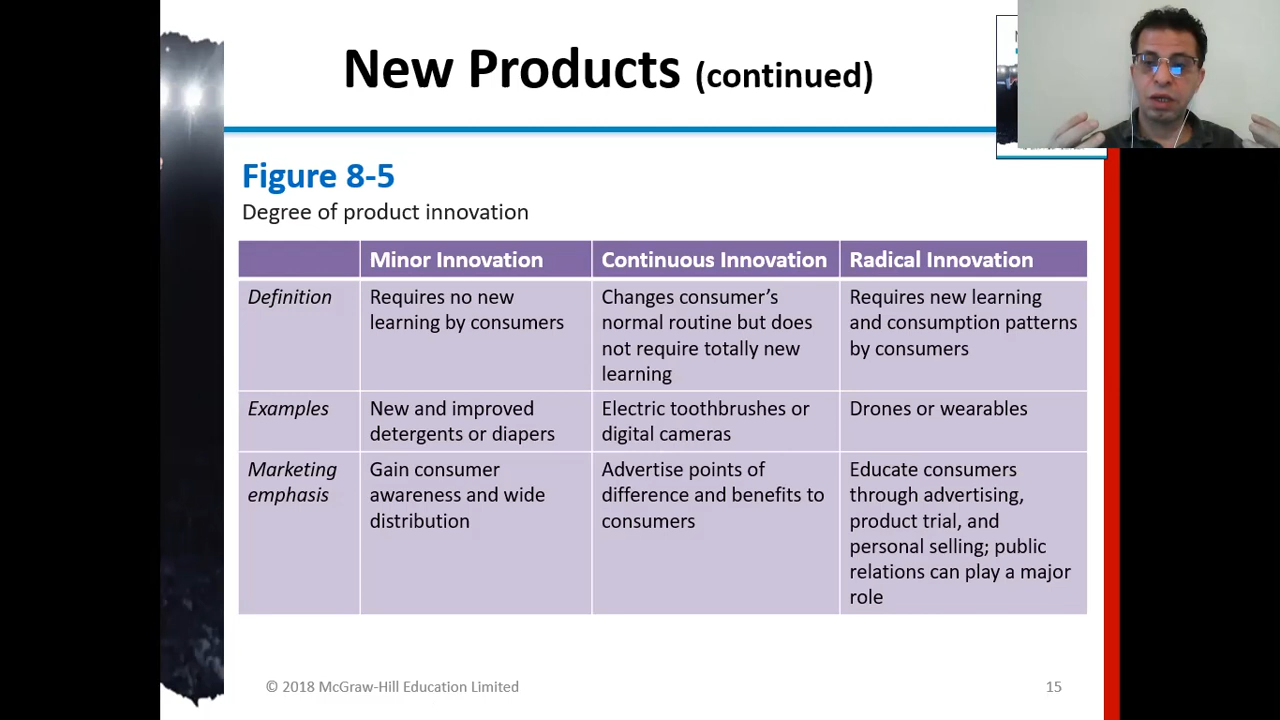 New Products (continued)
Figure 8-5
Degree of product innovation
Minor Innovation
Continuous Innovation
Radical Innovation
Definition
Requires no new
learning by consumers
Changes consumer's
normal routine but does
not require totally new
learning
Requires new learning
and consumption patterns
by consumers
Examples
New and improved
detergents or diapers
Electric toothbrushes or
digital cameras
Drones or wearables
Marketing
emphasis
Gain consumer
awareness and wide
distribution
Advertise points of
difference and benefits to
consumers
Educate consumers
through advertising,
product trial, and
personal selling; public
relations can play a major
role
© 2018 McGraw-Hill Education Limited
15